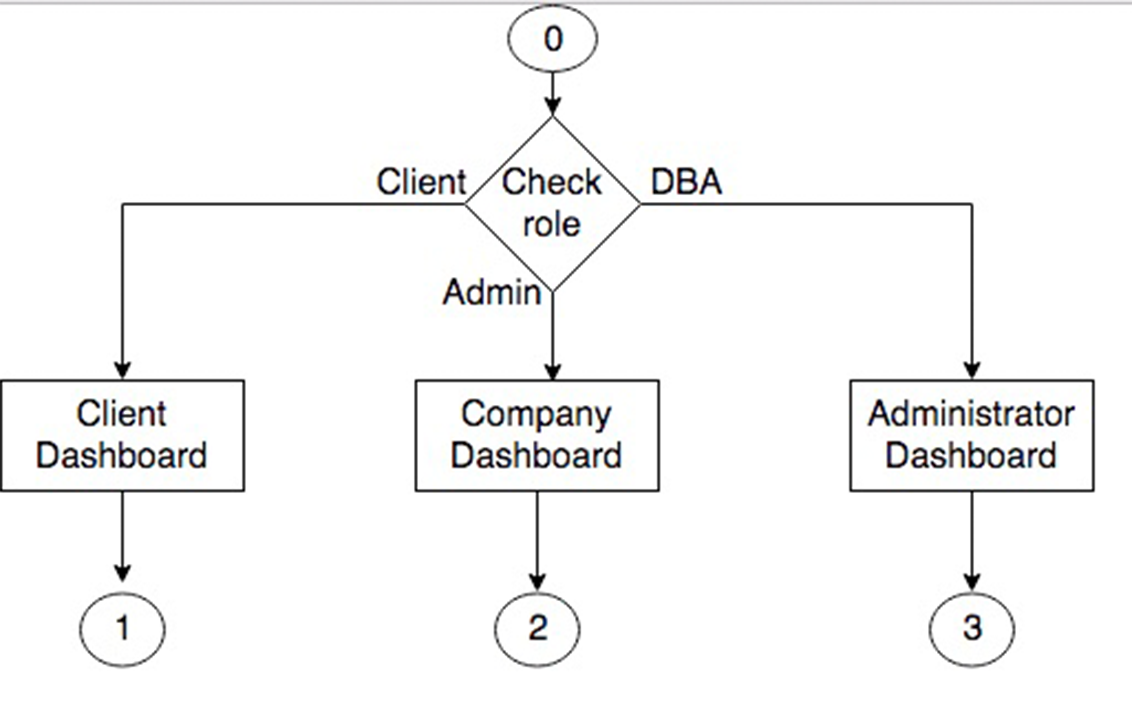 0
Client
Check
role
DBA
Admin
Client
Dashboard
Company
Dashboard
Administrator
Dashboard
1
2
3